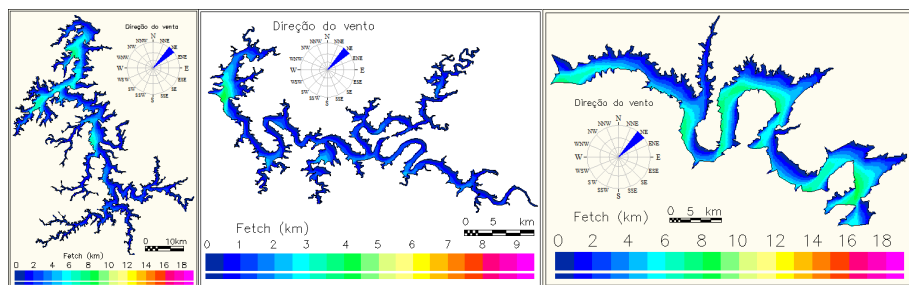 Direção do vento
N
NNW NNE
NW NE
WNW ENE
W E
WSW ESE
SW SE
SSW SSE
S
0 10km
Fetch (km)
0 2 4 6 8 10 12 14 16 18
Direção do vento
N
NNW NNE
NW NE
WNW ENE
W E
WSW ESE
SW SE
SSW SSE
S
0 5 km
Fetch (km)
0 1 2 3 4 5 6 7 8 9
Direção do vento
N
NNW NNE
NW NE
WNW ENE
W E
WSW ESE
SW SE
SSW SSE
S
0 5 km
Fetch (km)
0 2 4 6 8 10 12 14 16 18